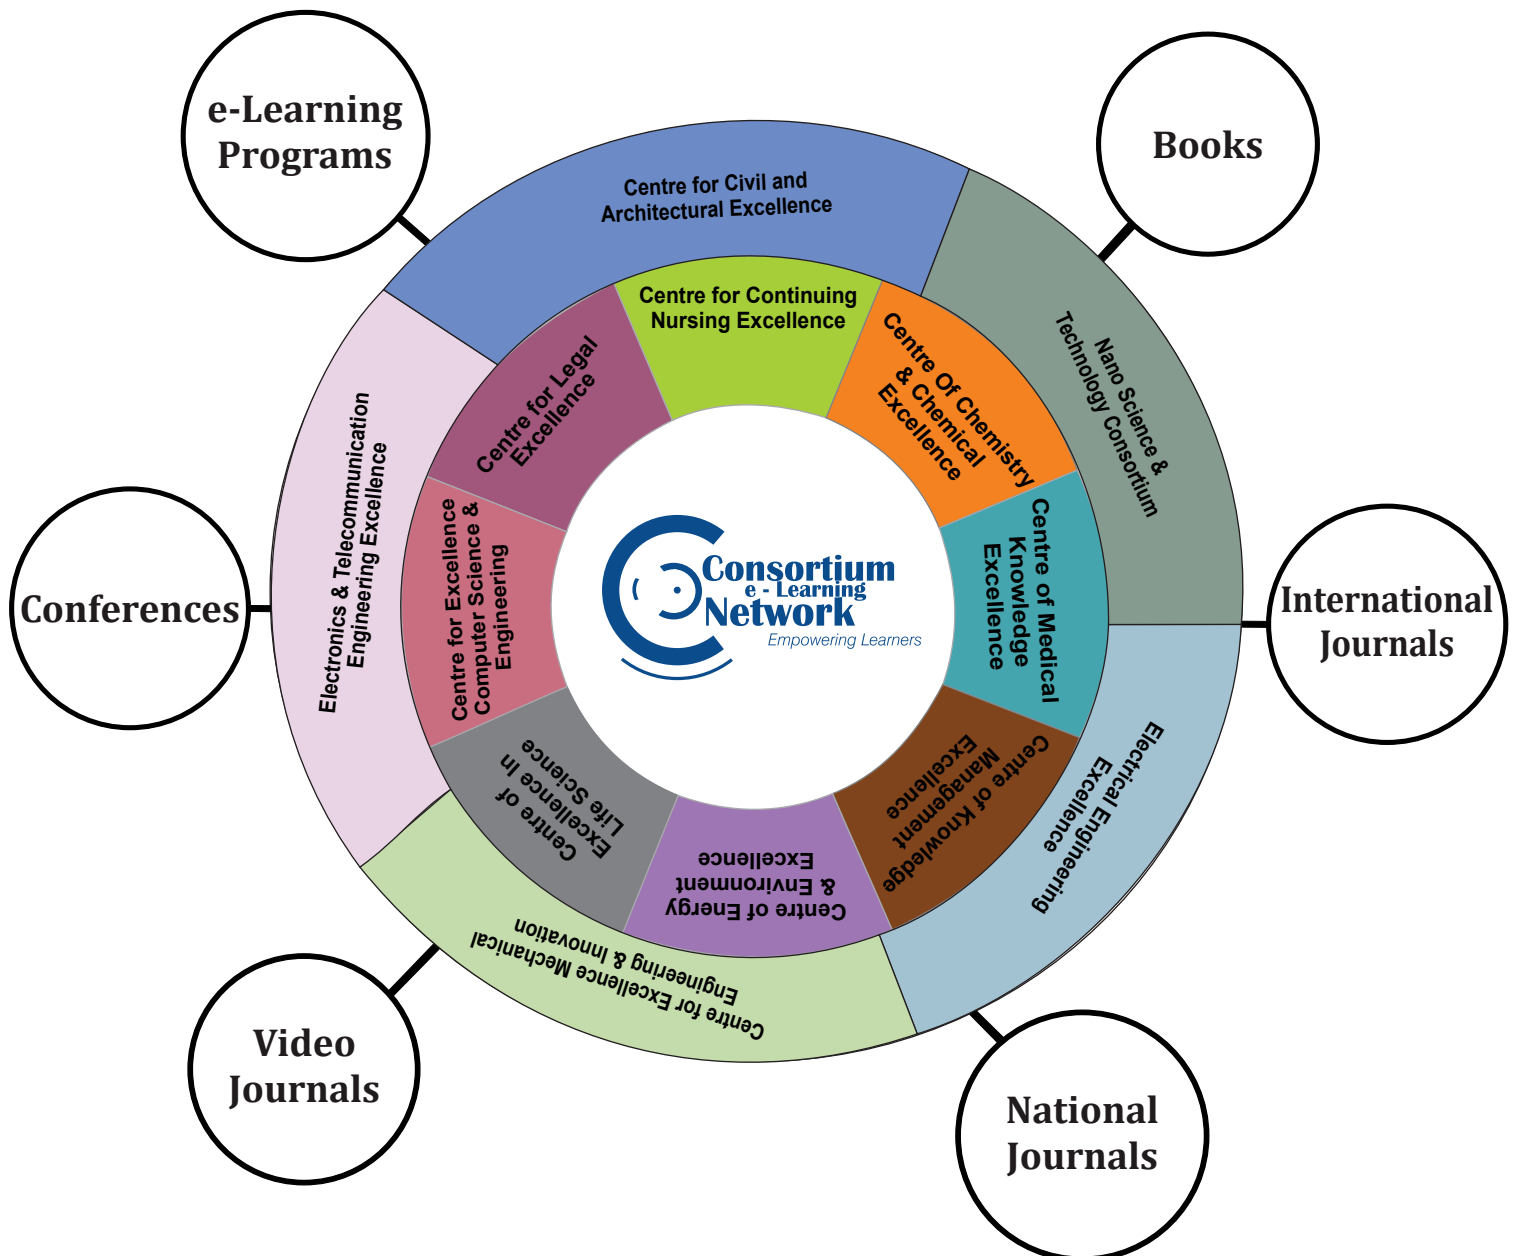 e-Learning
Programs
Books
Centre for Civil and
Architectural Excellence
Centre for Continuing
Nursing Excellence
Centre Of Chemistry
& Chemical
Excellence
Nano Science &
Technology Consortium
Centre for Legal
Excellence
Electronics & Telecommunication
Engineering Excellence
Centre for Excellence
Computer Science &
Engineering
Consortium
e - Learning
Network
Empowering Learners
Centre of Medical
Knowledge
Excellence
Conferences
International
Journals
Centre of
Excellence In
Life Science
Centre of Energy
& Environment
Excellence
Centre of Knowledge
Management
Excellence
Electrical Engineering
Excellence
Centre for Excellence Mechanical
Engineering & Innovation
Video
Journals
National
Journals